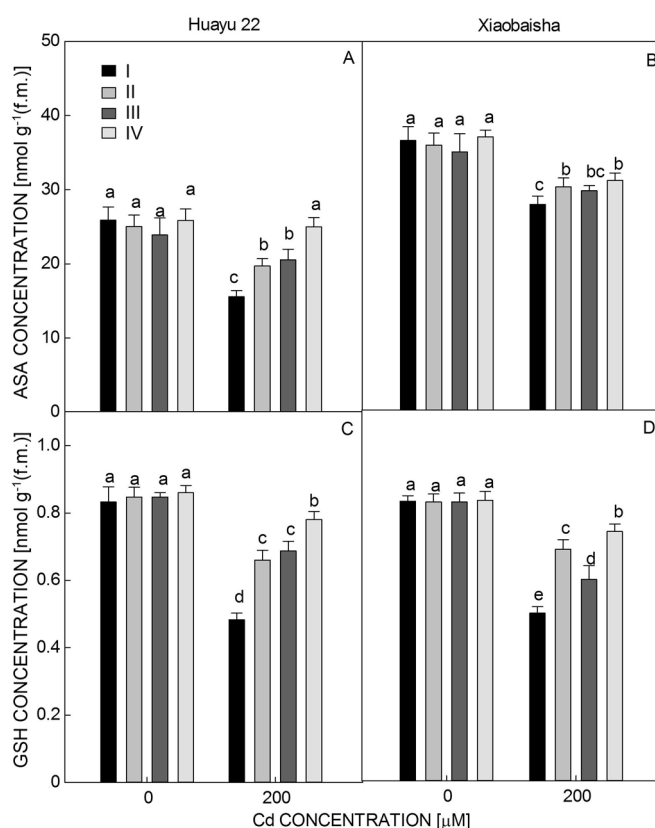 Huayu 22
Xiaobaisha
ASA CONCENTRATION [nmol g⁻¹(f.m.)]
50
40
30
20
10
0
A
I
II
III
IV
a a a a
c b b a
B
a a a a
c b bc b
GSH CONCENTRATION [nmol g⁻¹(f.m.)]
1.0
0.8
0.6
0.4
0.2
0
C
a a a a
d c c b
D
a a a a
e c d b
0 200
0 200
Cd CONCENTRATION [µM]